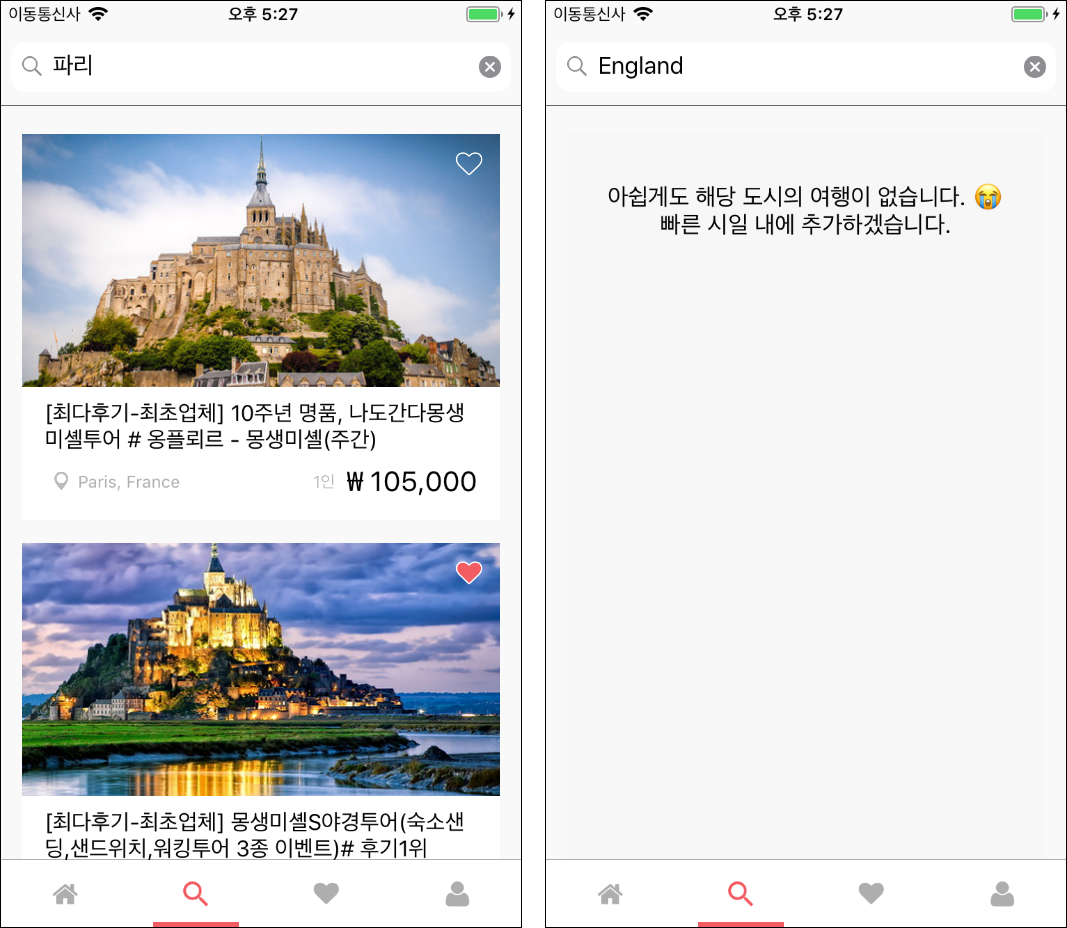 이동통신사 오후 5:27
파리
[최다후기-최초업체] 10주년 명품, 나도간다몽생
미셸투어 # 옹플뢰르 - 몽생미셸(주간)
Paris, France 1인 ₩ 105,000
[최다후기-최초업체] 몽생미셸S야경투어(숙소샌
딩,샌드위치,워킹투어 3종 이벤트)# 후기1위
이동통신사 오후 5:27
England
아쉽게도 해당 도시의 여행이 없습니다. 😭
빠른 시일 내에 추가하겠습니다.